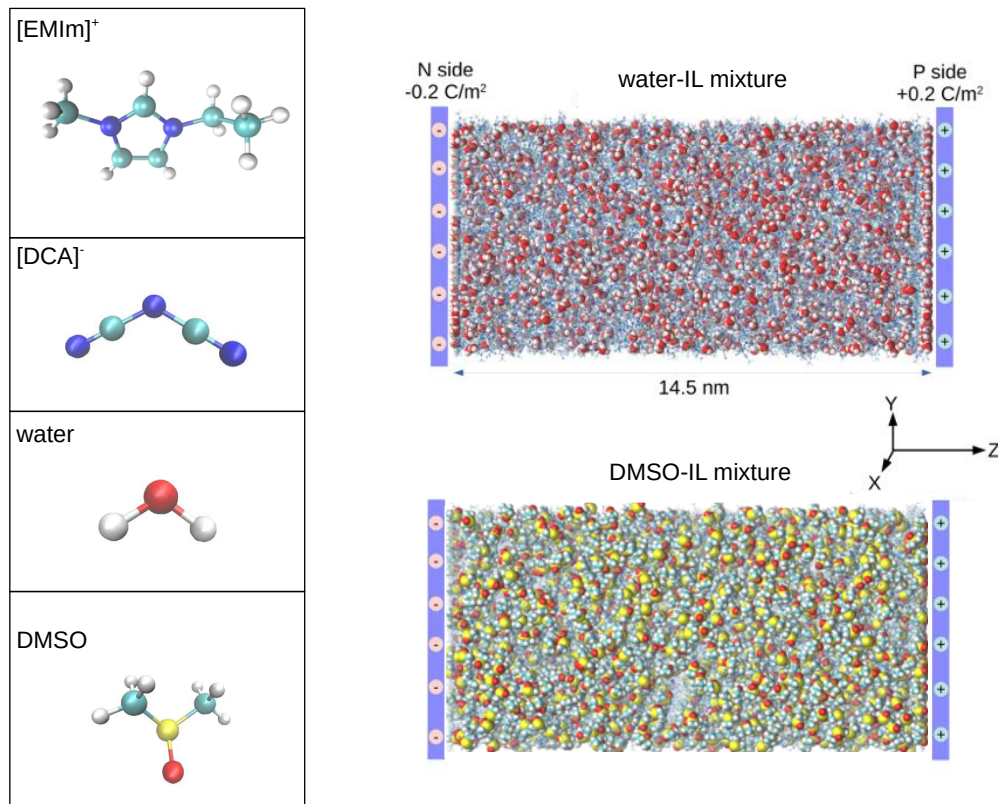 [EMIm]⁺
[DCA]⁻
water
DMSO
N side
-0.2 C/m²
water-IL mixture
P side
+0.2 C/m²
-
-
-
-
-
-
+
+
+
+
+
+
14.5 nm
Y
Z
X
DMSO-IL mixture
-
-
-
-
-
-
+
+
+
+
+
+